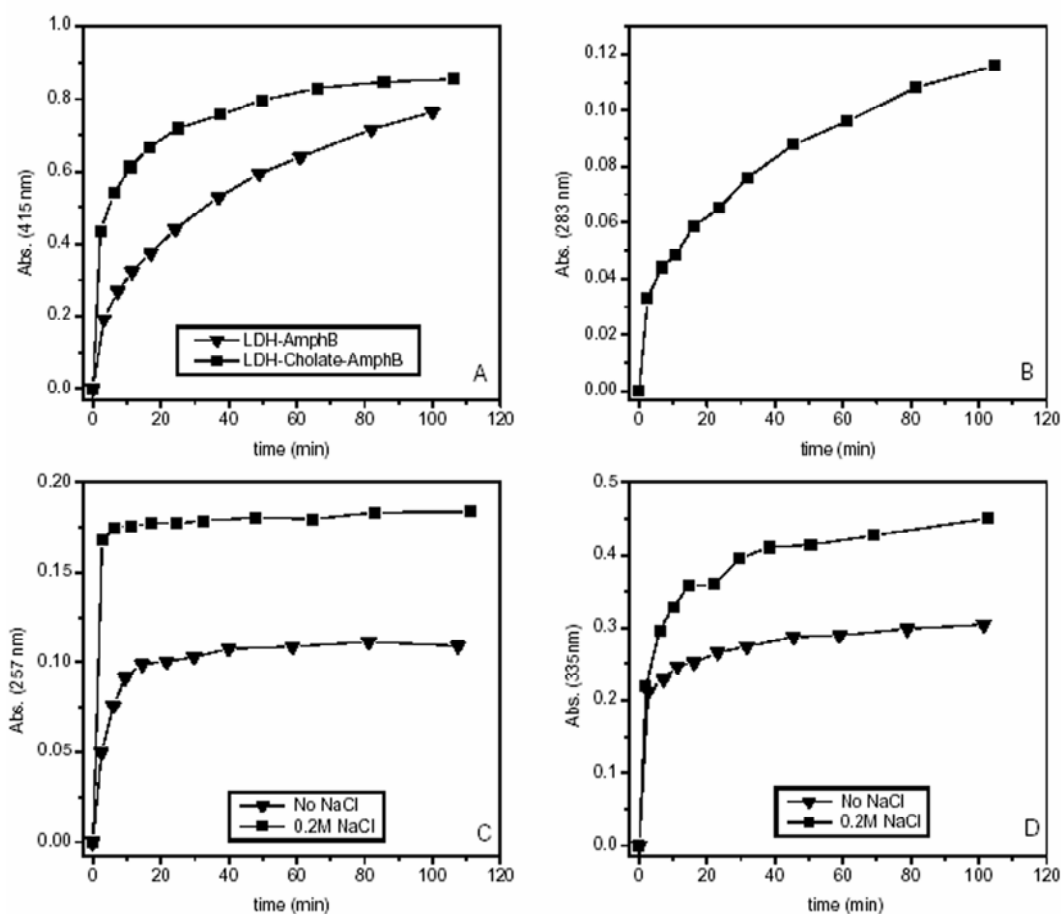 1.0
0.8
0.6
0.4
0.2
0.0
Abs. (415 nm)
LDH-AmphB
LDH-Cholate-AmphB
A
0 20 40 60 80 100 120
time (min)
0.12
0.10
0.08
0.06
0.04
0.02
0.00
Abs. (283 nm)
B
0 20 40 60 80 100 120
time (min)
0.20
0.15
0.10
0.05
0.00
Abs. (257 nm)
No NaCl
0.2M NaCl
C
0 20 40 60 80 100 120
time (min)
0.5
0.4
0.3
0.2
0.1
0.0
Abs. (335 nm)
No NaCl
0.2M NaCl
D
0 20 40 60 80 100 120
time (min)